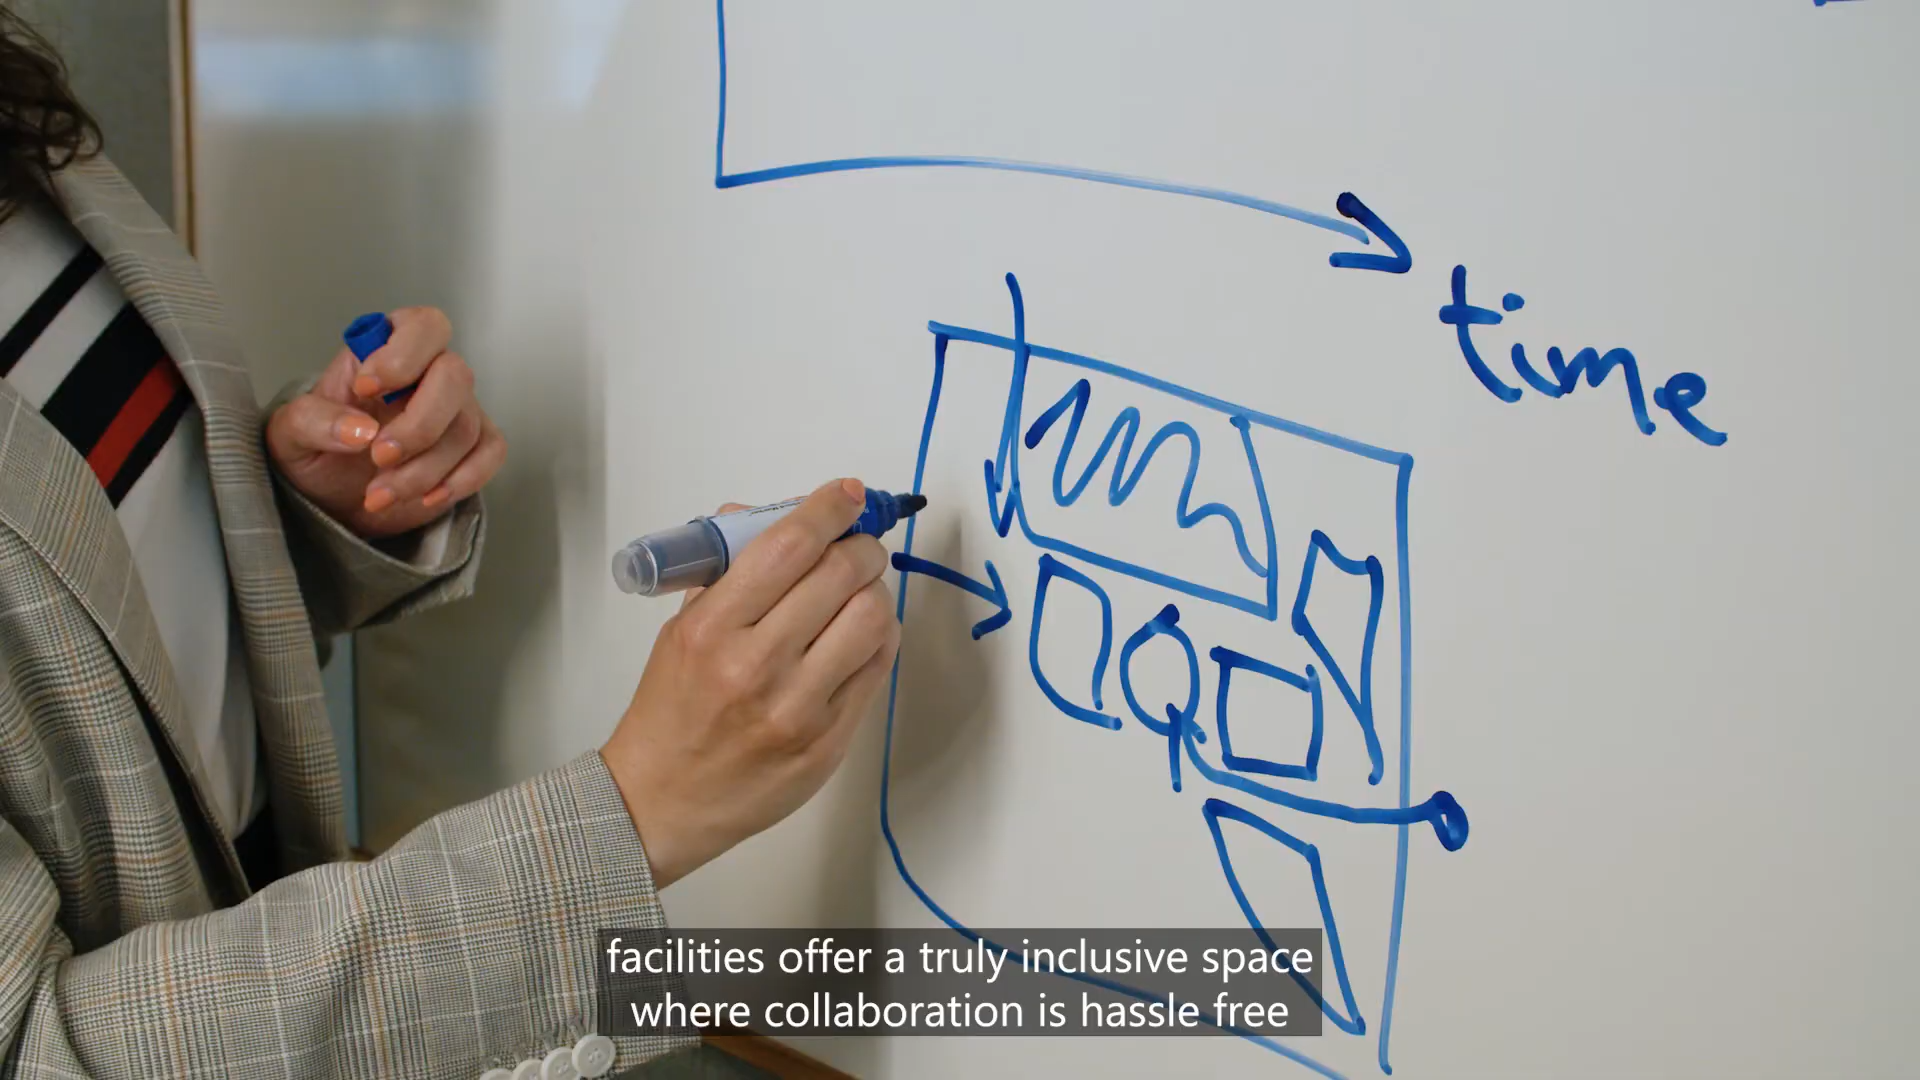 time
facilities offer a truly inclusive space
where collaboration is hassle free